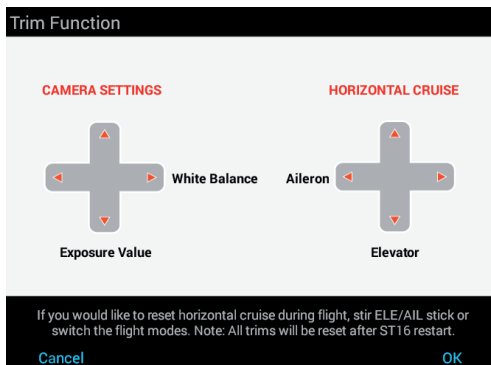 Trim Function
CAMERA SETTINGS
HORIZONTAL CRUISE
White Balance
Aileron
Exposure Value
Elevator
If you would like to reset horizontal cruise during flight, stir ELE/AIL stick or
switch the flight modes. Note: All trims will be reset after ST16 restart.
Cancel
OK